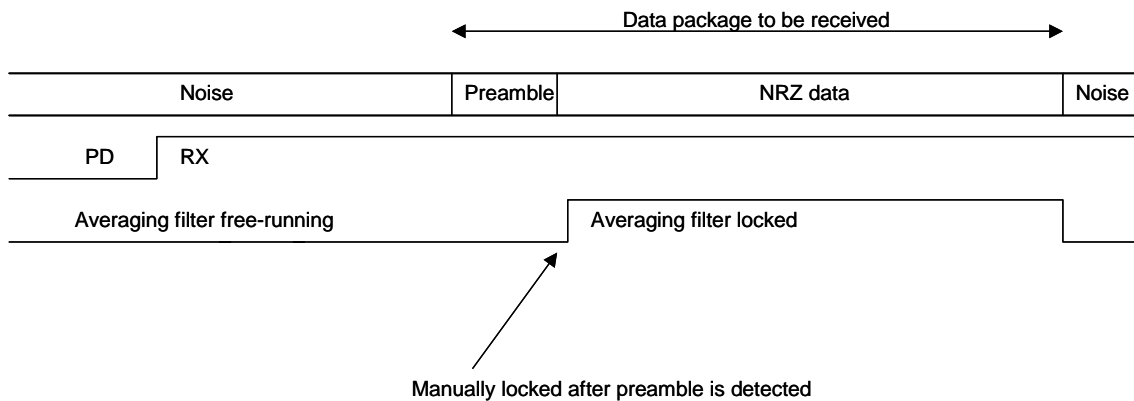 Data package to be received
Noise Preamble NRZ data Noise
PD RX
Averaging filter free-running Averaging filter locked
Manually locked after preamble is detected